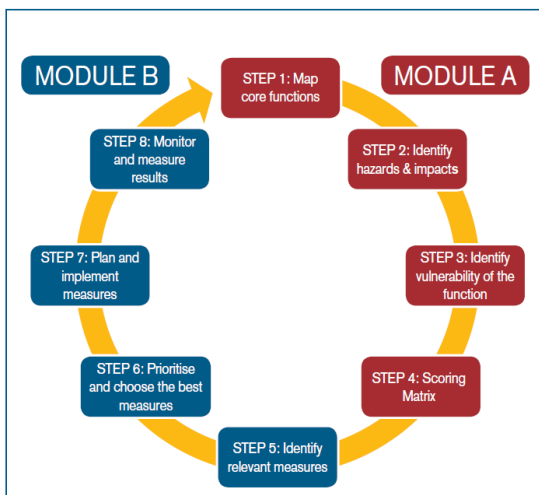 MODULE B
MODULE A
STEP 1: Map
core functions
STEP 2: Identify
hazards & impacts
STEP 3: Identify
vulnerability of the
function
STEP 4: Scoring
Matrix
STEP 5: Identify
relevant measures
STEP 6: Prioritise
and choose the best
measures
STEP 7: Plan and
implement
measures
STEP 8: Monitor
and measure
results